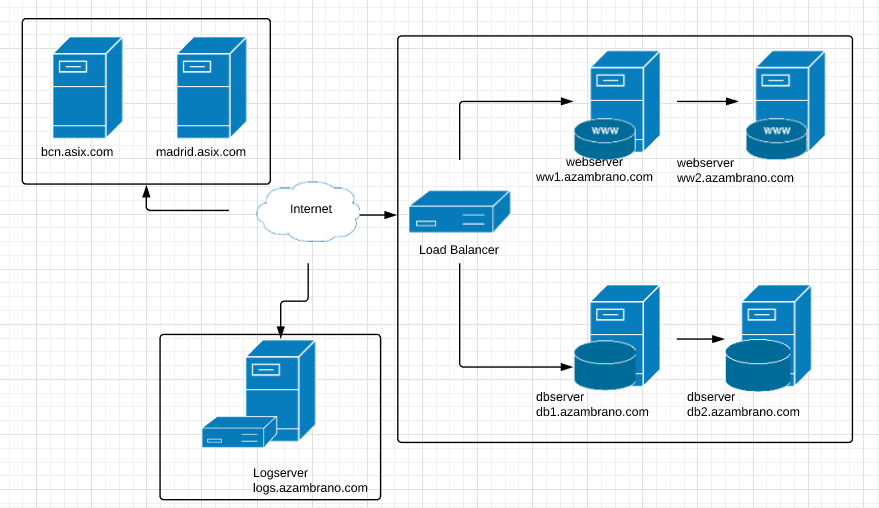 bcn.asix.com
madrid.asix.com
Internet
Load Balancer
WWW
webserver
ww1.azambrano.com
WWW
webserver
ww2.azambrano.com
dbserver
db1.azambrano.com
dbserver
db2.azambrano.com
Logserver
logs.azambrano.com